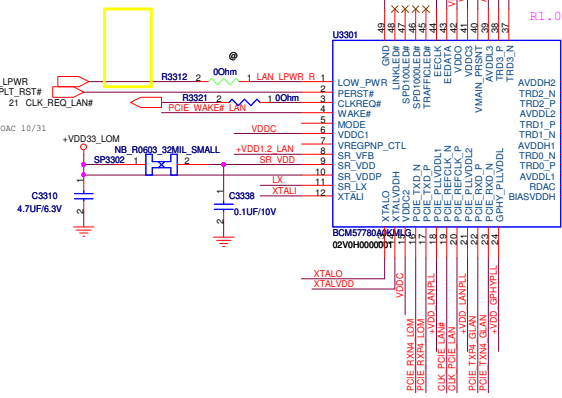 R1.0
U3301
49
48
47
46
45
44
43
42
41
40
39
38
37
GND
LINKLED#
SPD100LED#
SPD1000LED#
TRAFFICLED#
EECLK
EEDATA
VDDO
VDDC3
VMAIN_PRSNT
AVDDL3
TRD3_P
TRD3_N
@
_LPWR
R3312 2 1 LAN_LPWR_R 1
0Ohm
LOW_PWR
PLT_RST# 2 PERST#
21 CLK_REQ_LAN# R3321 2 1 0Ohm 3 CLKREQ#
PCIE_WAKE#_LAN 4 WAKE#
5 MODE
VDDC 6 VDDC1
7 VREGPNP_CTL
+VDD1.2_LAN 8 SR_VFB
SR_VDD 9 SR_VDD
10 SR_VDDP
LX 11 SR_LX
XTALI 12 XTALI
AVDDH2
TRD2_N
TRD2_P
AVDDL2
TRD1_P
TRD1_N
AVDDH1
TRD0_N
TRD0_P
AVDDL1
RDAC
BIASVDDH
OAC 10/31
+VDD33_LOM
NB_R0603_32MIL_SMALL
SP3302 1 2
C3310
4.7UF/6.3V
1
2
C3338
0.1UF/10V
1
2
XTALO
XTALVDDH
VDDC2
PCIE_TXD_N
PCIE_TXD_P
PCIE_PLLVDDL1
PCIE_REFCLK_N
PCIE_REFCLK_P
PCIE_PLLVDDL2
PCIE_RXD_P
PCIE_RXD_N
GPHY_PLLVDDL
BCM57780A0KMLG
02V0H0000001
14
15
16
17
18
19
20
21
22
23
24
XTALO
XTALVDD
VDDC
PCIE_RXN4_LOM
PCIE_RXP4_LOM
+VDD_LANPLL
CLK_PCIE_LAN#
CLK_PCIE_LAN
+VDD_LANPLL
PCIE_TXP4_GLAN
PCIE_TXN4_GLAN
+VDD_GPHYPLL